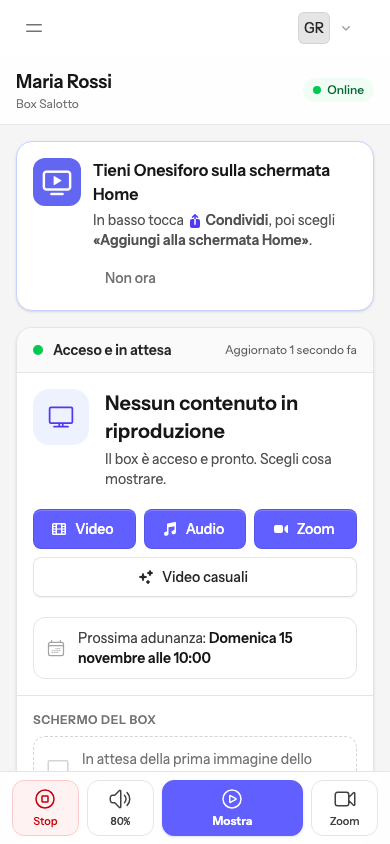 GR
Maria Rossi
Box Salotto
Online
Tieni Onesiforo sulla schermata
Home
In basso tocca Condividi, poi scegli
«Aggiungi alla schermata Home».
Non ora
Acceso e in attesa
Aggiornato 1 secondo fa
Nessun contenuto in
riproduzione
Il box è acceso e pronto. Scegli cosa
mostrare.
Video
Audio
Zoom
Video casuali
Prossima adunanza: Domenica 15
novembre alle 10:00
SCHERMO DEL BOX
In attesa della prima immagine dello
Stop
80%
Mostra
Zoom